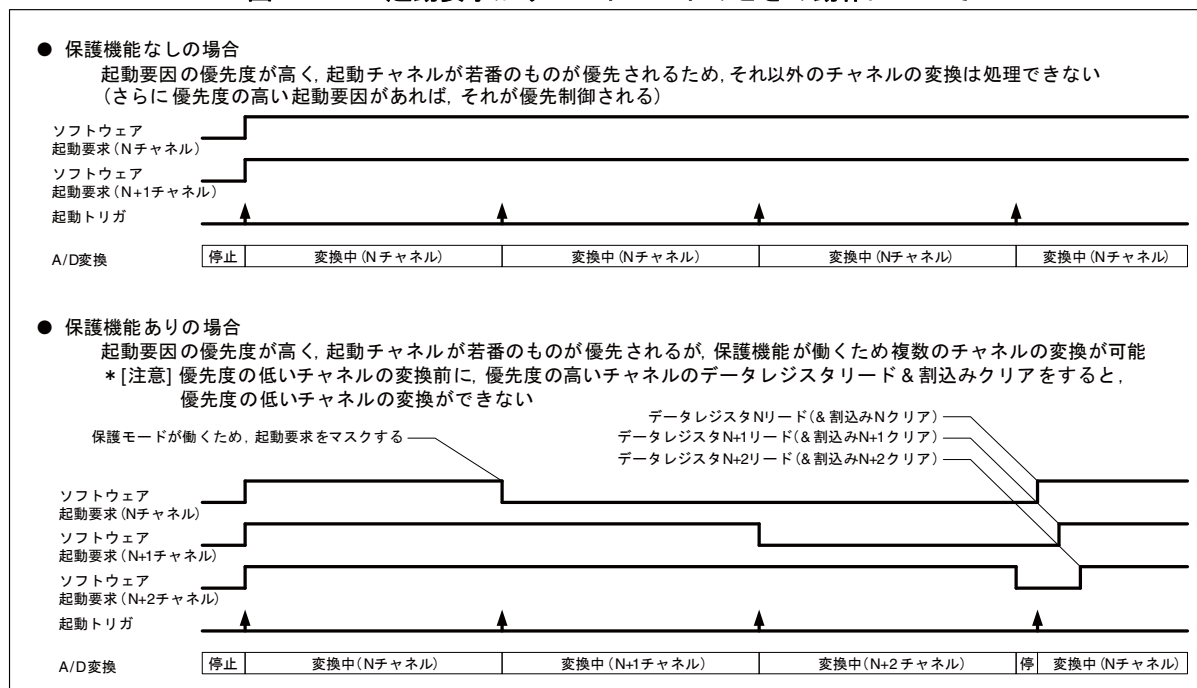 ● 保護機能なしの場合
起動要因の優先度が高く, 起動チャネルが若番のものが優先されるため, それ以外のチャネルの変換は処理できない
(さらに優先度の高い起動要因があれば, それが優先制御される)
ソフトウェア
起動要求(Nチャネル)
ソフトウェア
起動要求(N+1チャネル)
起動トリガ
A/D変換 停止 変換中(Nチャネル) 変換中(Nチャネル) 変換中(Nチャネル) 変換中(Nチャネル)
● 保護機能ありの場合
起動要因の優先度が高く, 起動チャネルが若番のものが優先されるが, 保護機能が働くため複数のチャネルの変換が可能
*[注意] 優先度の低いチャネルの変換前に, 優先度の高いチャネルのデータレジスタリード&割込みクリアをすると,
優先度の低いチャネルの変換ができない
データレジスタNリード(&割込みNクリア)
保護モードが働くため, 起動要求をマスクする データレジスタN+1リード(&割込みN+1クリア)
データレジスタN+2リード(&割込みN+2クリア)
ソフトウェア
起動要求(Nチャネル)
ソフトウェア
起動要求(N+1チャネル)
ソフトウェア
起動要求(N+2チャネル)
起動トリガ
A/D変換 停止 変換中(Nチャネル) 変換中(N+1チャネル) 変換中(N+2チャネル) 停 変換中(Nチャネル)